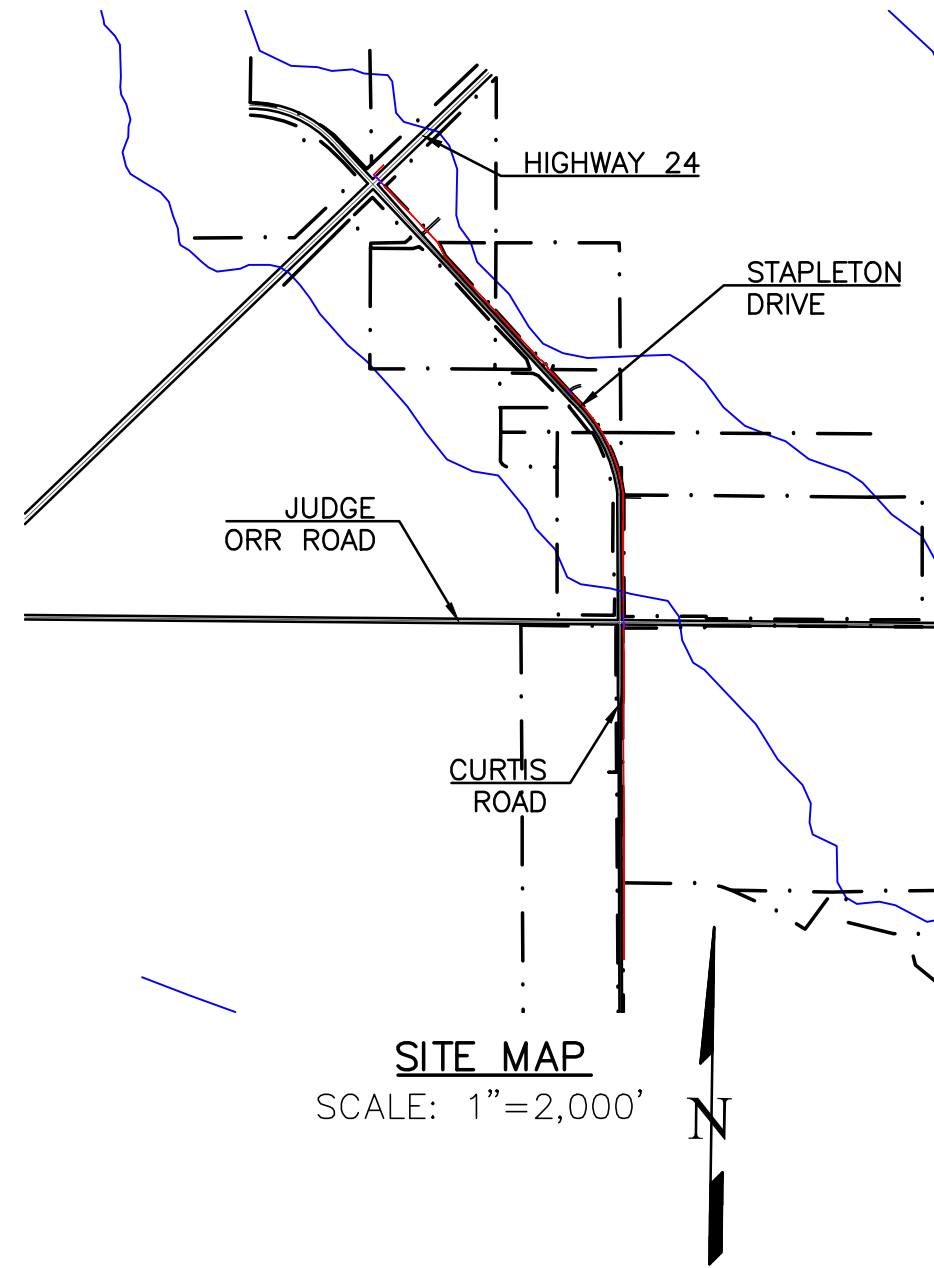 HIGHWAY 24
STAPLETON
DRIVE
JUDGE
ORR ROAD
CURTIS
ROAD
SITE MAP
SCALE: 1”=2,000’
N